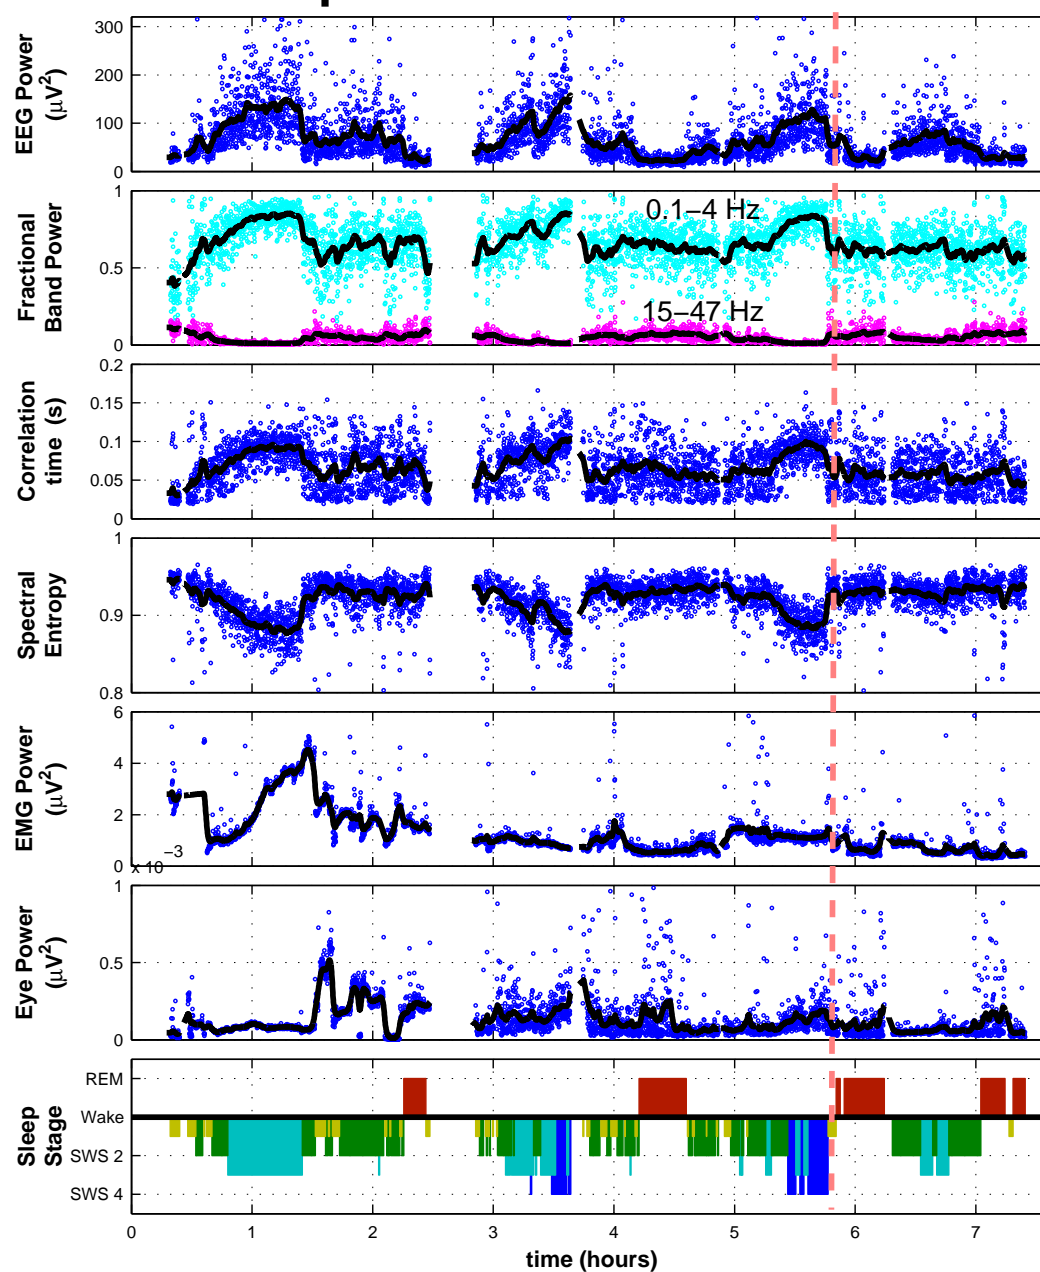 EEG Power
(μV²)
300
200
100
0
Fractional
Band Power
1
0.5
0
0.1−4 Hz
15−47 Hz
Correlation
time (s)
0.2
0.15
0.1
0.05
0
Spectral
Entropy
1
0.9
0.8
EMG Power
(μV²)
6
4
2
0
x 10⁻³
Eye Power
(μV²)
1
0.5
0
Sleep
Stage
REM
Wake
SWS 2
SWS 4
0 1 2 3 4 5 6 7
time (hours)